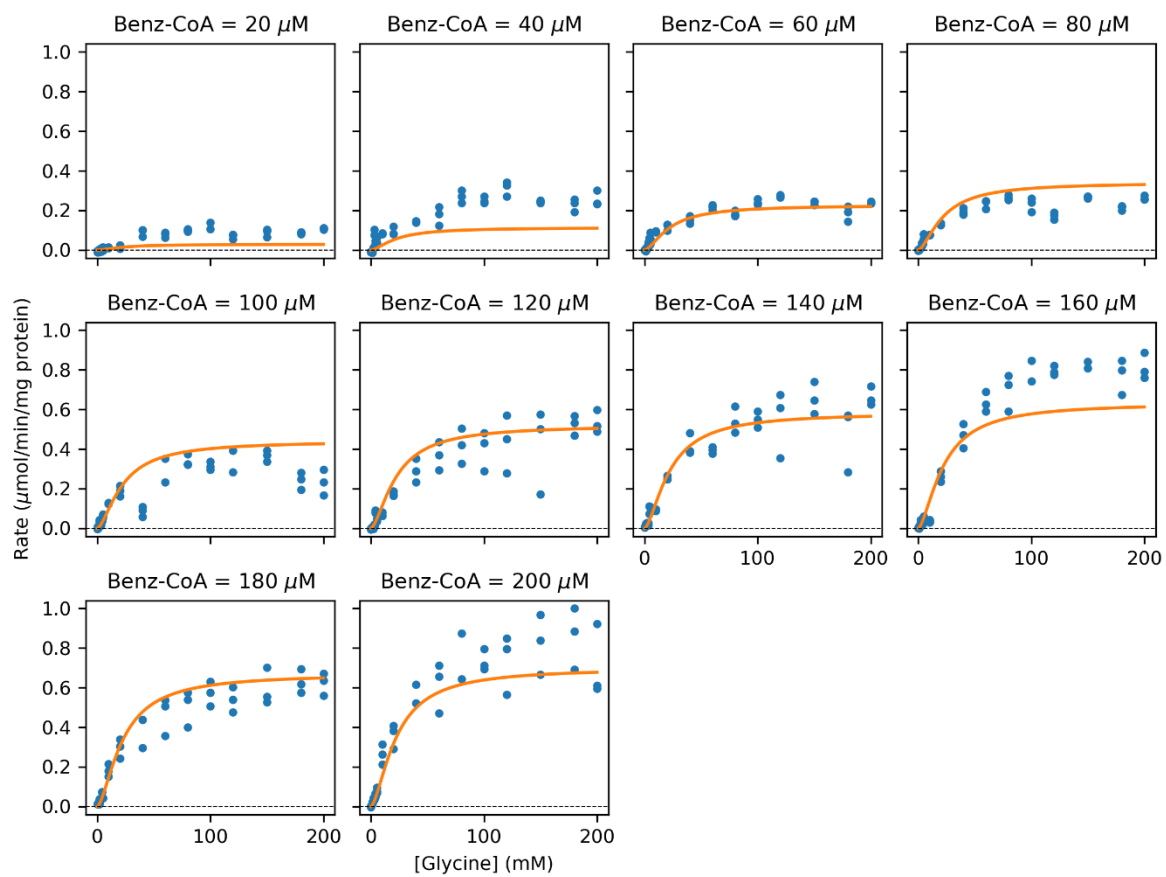 Benz-CoA = 20 μM
Benz-CoA = 40 μM
Benz-CoA = 60 μM
Benz-CoA = 80 μM
1.0
0.8
0.6
0.4
0.2
0.0
Benz-CoA = 100 μM
Benz-CoA = 120 μM
Benz-CoA = 140 μM
Benz-CoA = 160 μM
1.0
0.8
0.6
0.4
0.2
0.0
0
100
200
0
100
200
Rate (μmol/min/mg protein)
Benz-CoA = 180 μM
Benz-CoA = 200 μM
1.0
0.8
0.6
0.4
0.2
0.0
0
100
200
0
100
200
[Glycine] (mM)